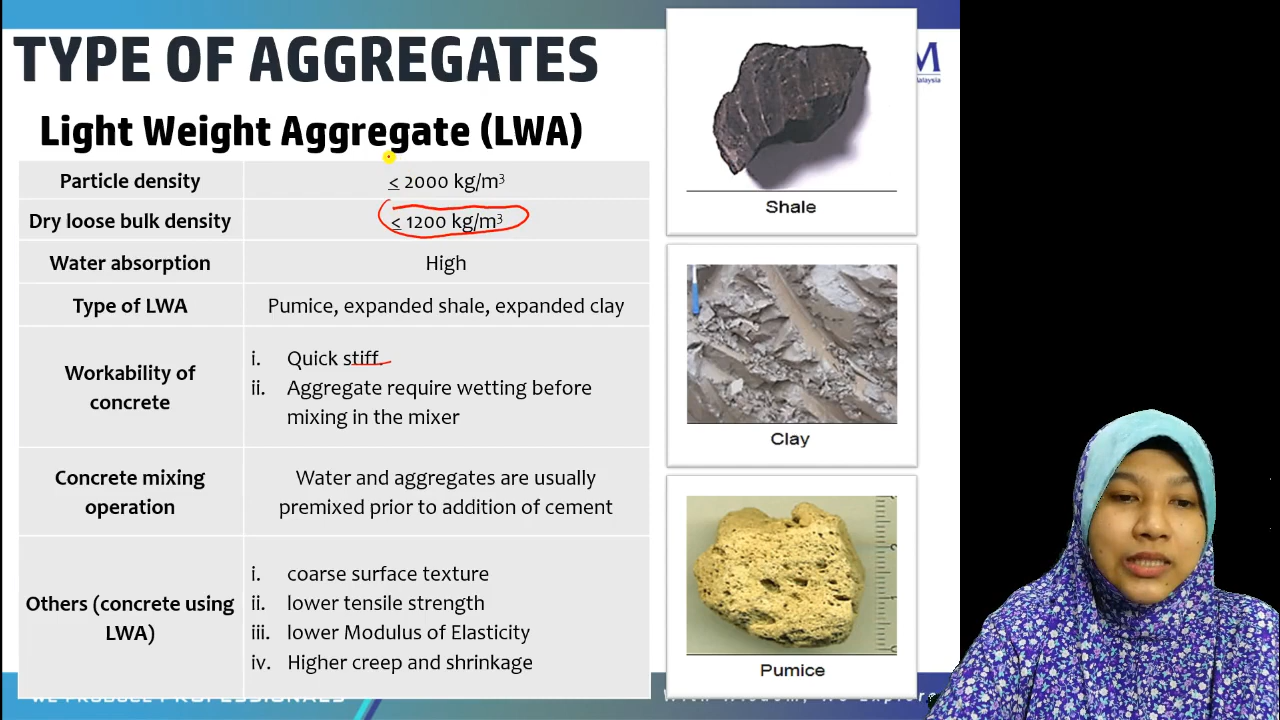 TYPE OF AGGREGATES
Light Weight Aggregate (LWA)
Particle density
≤ 2000 kg/m³
Dry loose bulk density
≤ 1200 kg/m³
Water absorption
High
Type of LWA
Pumice, expanded shale, expanded clay
Workability of
concrete
i. Quick stiff.
ii. Aggregate require wetting before
mixing in the mixer
Concrete mixing
operation
Water and aggregates are usually
premixed prior to addition of cement
Others (concrete using
LWA)
i. coarse surface texture
ii. lower tensile strength
iii. lower Modulus of Elasticity
iv. Higher creep and shrinkage
Shale
Clay
Pumice